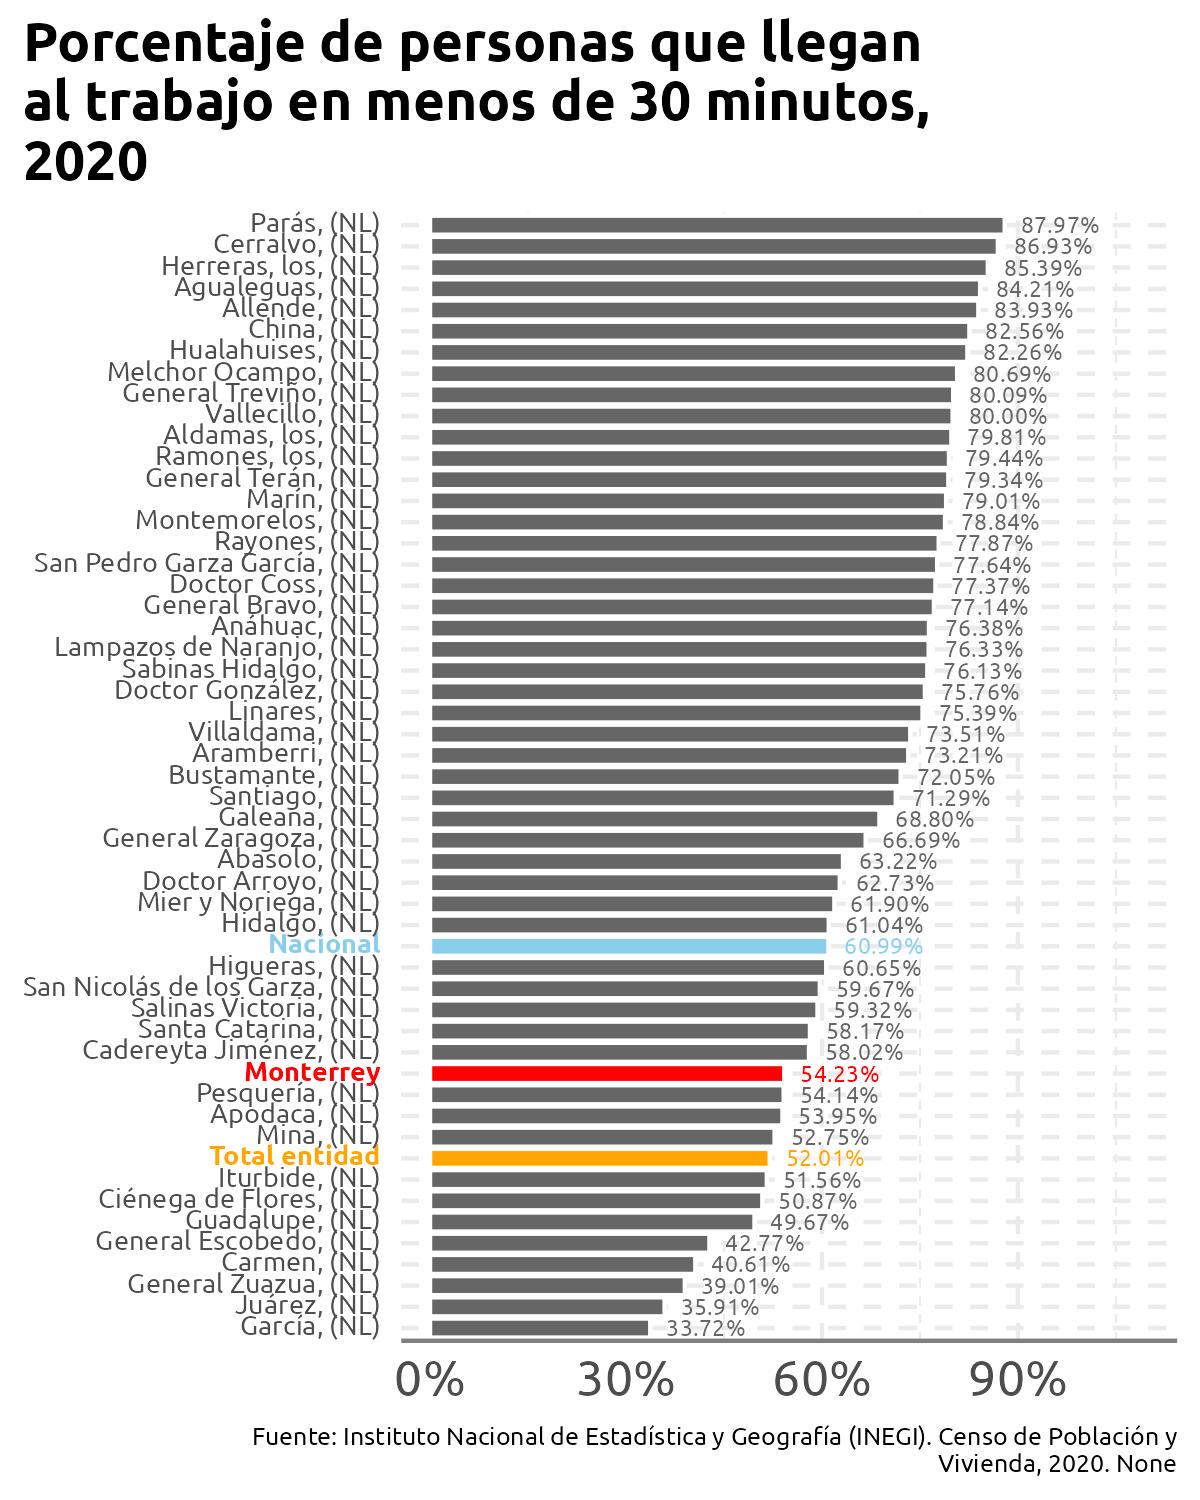 Porcentaje de personas que llegan
al trabajo en menos de 30 minutos,
2020
Parás, (NL) 87.97%
Cerralvo, (NL) 86.93%
Herreras, los, (NL) 85.39%
Agualeguas, (NL) 84.21%
Allende, (NL) 83.93%
China, (NL) 82.56%
Hualahuises, (NL) 82.26%
Melchor Ocampo, (NL) 80.69%
General Treviño, (NL) 80.09%
Vallecillo, (NL) 80.00%
Aldamas, los, (NL) 79.81%
Ramones, los, (NL) 79.44%
General Terán, (NL) 79.34%
Marín, (NL) 79.01%
Montemorelos, (NL) 78.84%
Rayones, (NL) 77.87%
San Pedro Garza García, (NL) 77.64%
Doctor Coss, (NL) 77.37%
General Bravo, (NL) 77.14%
Anáhuac, (NL) 76.38%
Lampazos de Naranjo, (NL) 76.33%
Sabinas Hidalgo, (NL) 76.13%
Doctor González, (NL) 75.76%
Linares, (NL) 75.39%
Villaldama, (NL) 73.51%
Aramberri, (NL) 73.21%
Bustamante, (NL) 72.05%
Santiago, (NL) 71.29%
Galeana, (NL) 68.80%
General Zaragoza, (NL) 66.69%
Abasolo, (NL) 63.22%
Doctor Arroyo, (NL) 62.73%
Mier y Noriega, (NL) 61.90%
Hidalgo, (NL) 61.04%
Nacional 60.99%
Higueras, (NL) 60.65%
San Nicolás de los Garza, (NL) 59.67%
Salinas Victoria, (NL) 59.32%
Santa Catarina, (NL) 58.17%
Cadereyta Jiménez, (NL) 58.02%
Monterrey 54.23%
Pesquería, (NL) 54.14%
Apodaca, (NL) 53.95%
Mina, (NL) 52.75%
Total entidad 52.01%
Iturbide, (NL) 51.56%
Ciénega de Flores, (NL) 50.87%
Guadalupe, (NL) 49.67%
General Escobedo, (NL) 42.77%
Carmen, (NL) 40.61%
General Zuazua, (NL) 39.01%
Juárez, (NL) 35.91%
García, (NL) 33.72%
0% 30% 60% 90%
Fuente: Instituto Nacional de Estadística y Geografía (INEGI). Censo de Población y
Vivienda, 2020. None